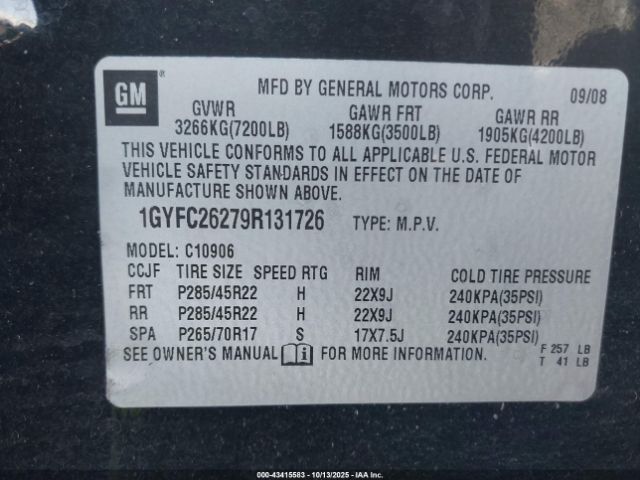 GM ®
MFD BY GENERAL MOTORS CORP. 09/08
GVWR GAWR FRT GAWR RR
3266KG(7200LB) 1588KG(3500LB) 1905KG(4200LB)
THIS VEHICLE CONFORMS TO ALL APPLICABLE U.S. FEDERAL MOTOR
VEHICLE SAFETY STANDARDS IN EFFECT ON THE DATE OF
MANUFACTURE SHOWN ABOVE.
1GYFC26279R131726 TYPE: M.P.V.
MODEL: C10906
CCJF TIRE SIZE SPEED RTG RIM COLD TIRE PRESSURE
FRT P285/45R22 H 22X9J 240KPA(35PSI)
RR P285/45R22 H 22X9J 240KPA(35PSI)
SPA P265/70R17 S 17X7.5J 240KPA(35PSI)
SEE OWNER'S MANUAL i FOR MORE INFORMATION. F 257 LB
T 41 LB
© - 43415583 - 10/13/2025 - IAA Inc.